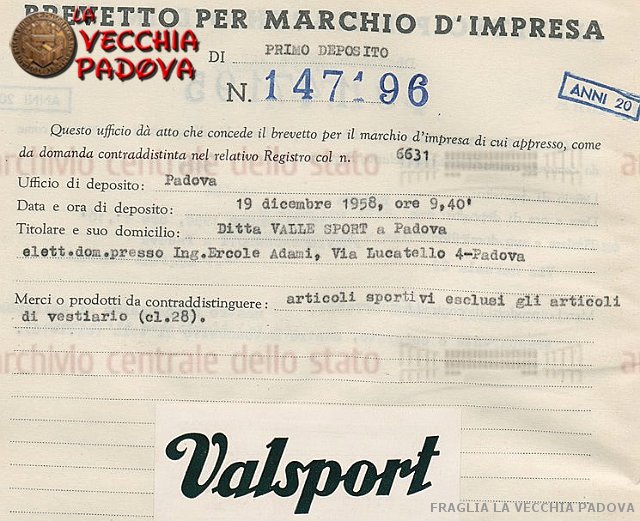 LA
VECCHIA
PADOVA
BREVETTO PER MARCHIO D'IMPRESA
DI PRIMO DEPOSITO
N. 147196
ANNI 20
Questo ufficio dà atto che concede il brevetto per il marchio d'impresa di cui appresso, come
da domanda contraddistinta nel relativo Registro col n. 6631
archivio centrale dello stato
Ufficio di deposito: Padova
Data e ora di deposito: 19 dicembre 1958, ore 9,40'
Titolare e suo domicilio: Ditta VALLE SPORT a Padova
elett.dom.presso Ing.Ercole Adami, Via Lucatello 4-Padova
Merci o prodotti da contraddistinguere: articoli sportivi esclusi gli articoli
di vestiario (cl.28).
archivio centrale dello stato
Valsport
FRAGLIA LA VECCHIA PADOVA